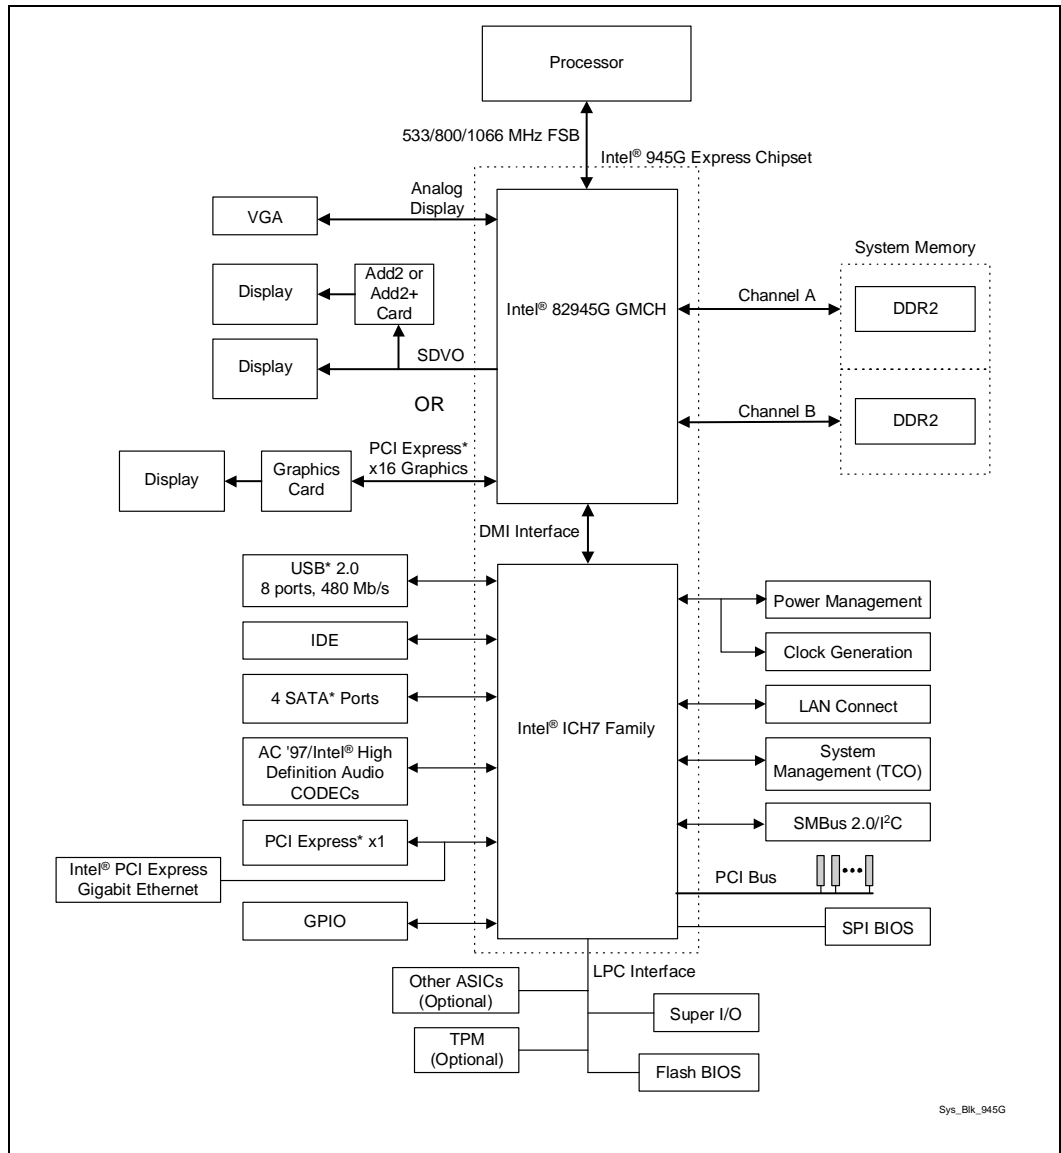 Processor
533/800/1066 MHz FSB
Intel® 945G Express Chipset
Analog
Display
VGA
System Memory
Add2 or
Add2+
Card
Display
Intel® 82945G GMCH
Channel A
DDR2
SDVO
Display
OR
Channel B
DDR2
PCI Express*
x16 Graphics
Display
Graphics
Card
DMI Interface
USB* 2.0
8 ports, 480 Mb/s
Power Management
IDE
Clock Generation
4 SATA* Ports
LAN Connect
Intel® ICH7 Family
AC '97/Intel® High
Definition Audio
CODECs
System
Management (TCO)
SMBus 2.0/I²C
PCI Express* x1
Intel® PCI Express
Gigabit Ethernet
PCI Bus
GPIO
SPI BIOS
LPC Interface
Other ASICs
(Optional)
Super I/O
TPM
(Optional)
Flash BIOS
Sys_Blk_945G